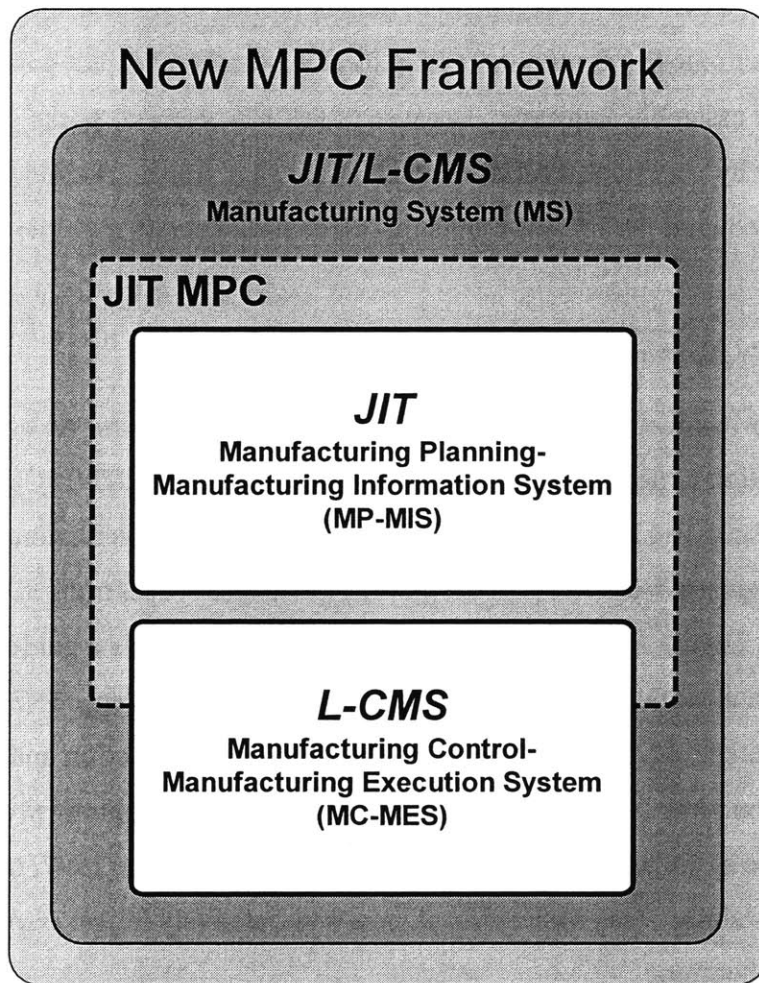 New MPC Framework
JIT/L-CMS
Manufacturing System (MS)
JIT MPC
JIT
Manufacturing Planning-
Manufacturing Information System
(MP-MIS)
L-CMS
Manufacturing Control-
Manufacturing Execution System
(MC-MES)